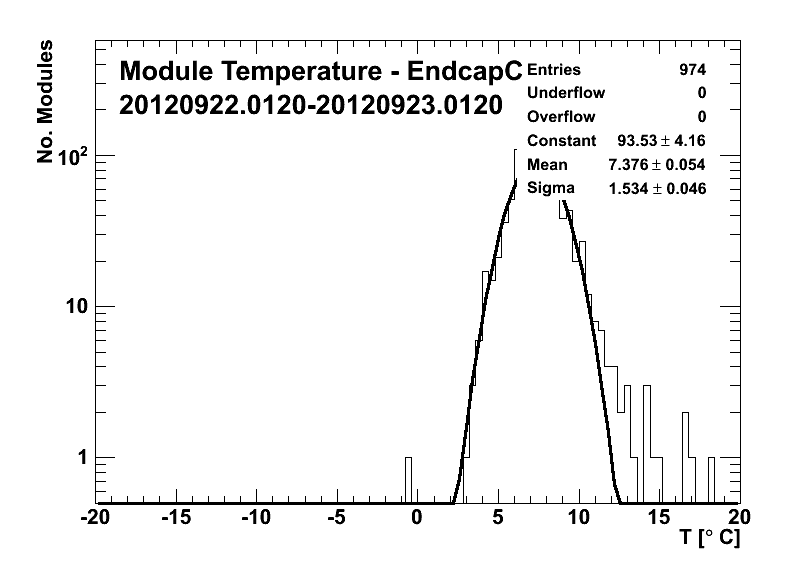 No. Modules
Module Temperature - EndcapC
20120922.0120-20120923.0120
Entries 974
Underflow 0
Overflow 0
Constant 93.53 ± 4.16
Mean 7.376 ± 0.054
Sigma 1.534 ± 0.046
10²
10
1
-20 -15 -10 -5 0 5 10 15 20
T [° C]